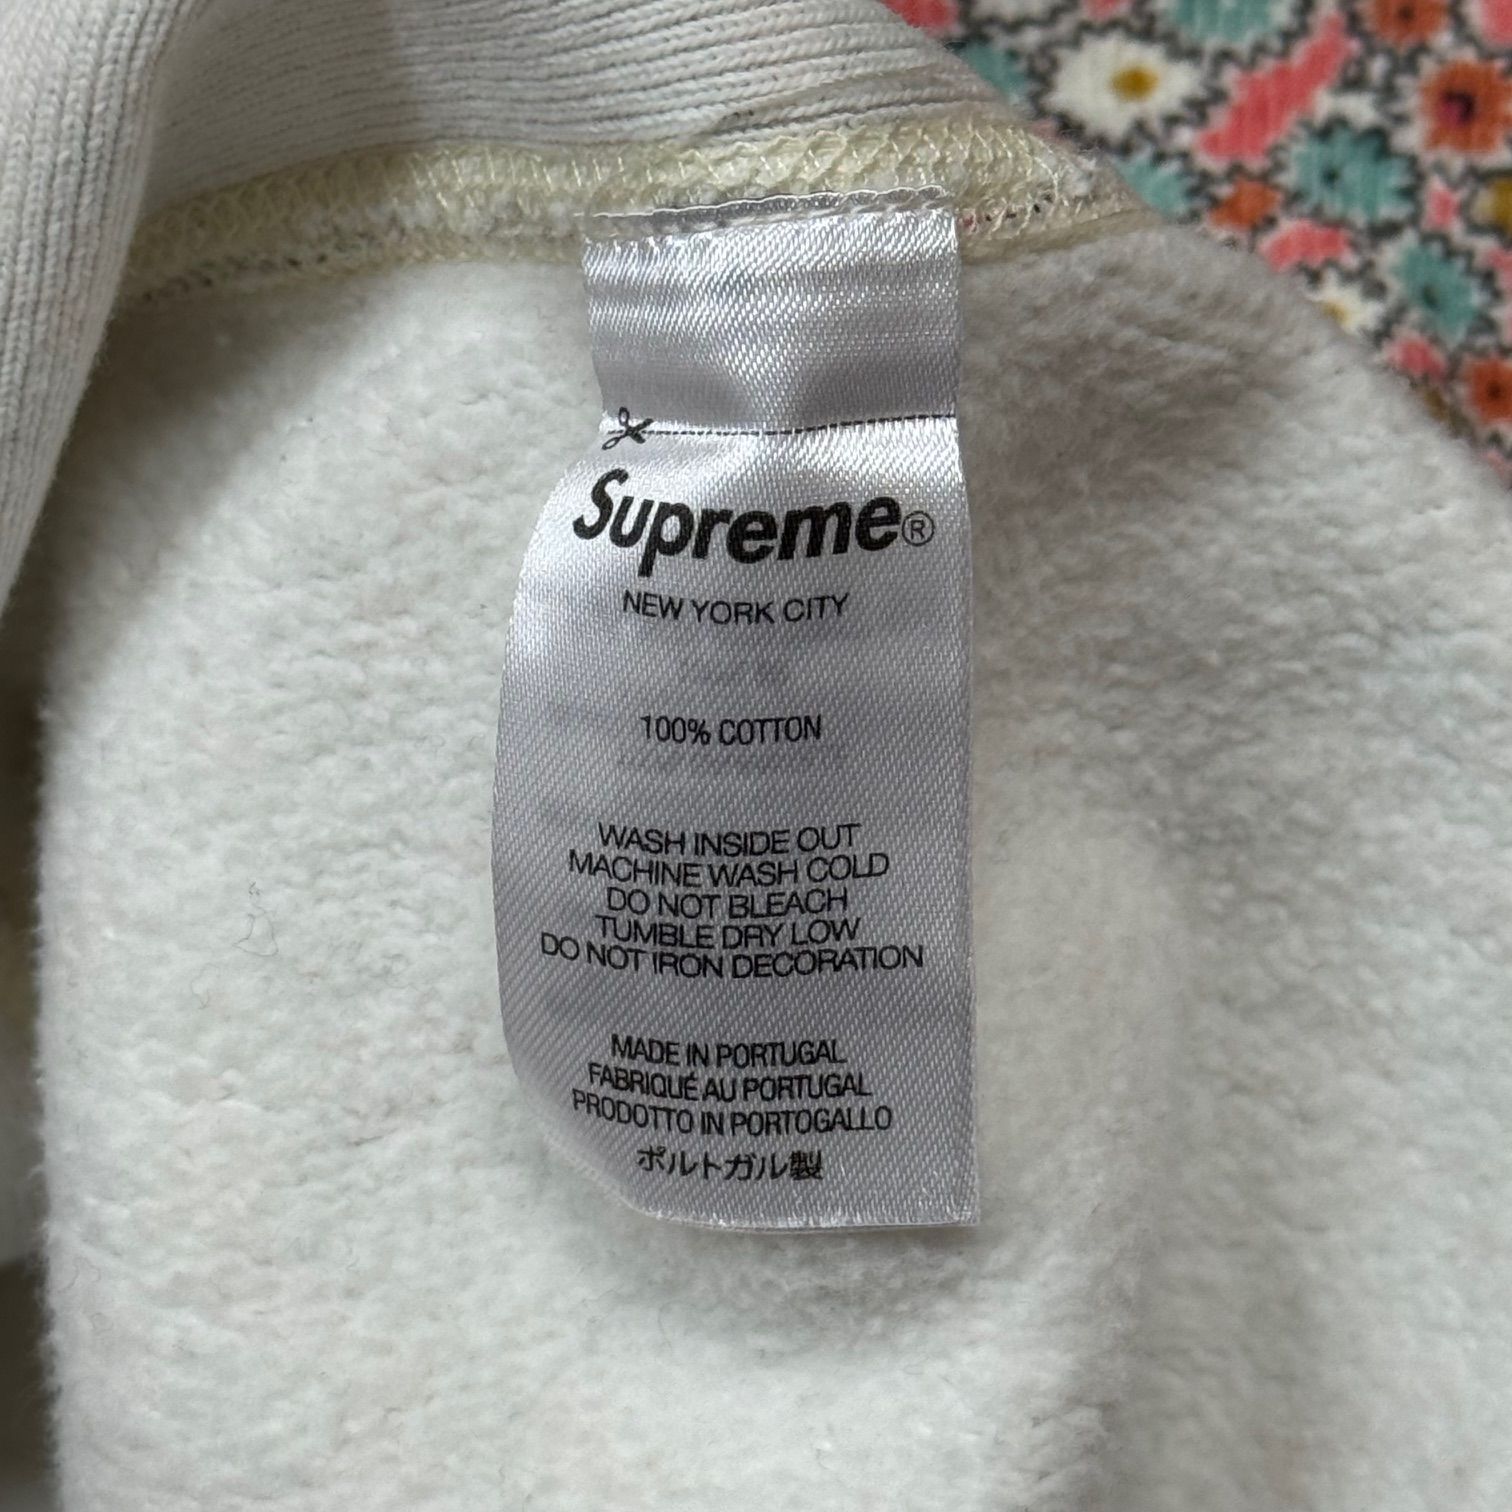 Supreme®
NEW YORK CITY
100% COTTON
WASH INSIDE OUT
MACHINE WASH COLD
DO NOT BLEACH
TUMBLE DRY LOW
DO NOT IRON DECORATION
MADE IN PORTUGAL
FABRIQUÉ AU PORTUGAL
PRODOTTO IN PORTOGALLO
ポルトガル製